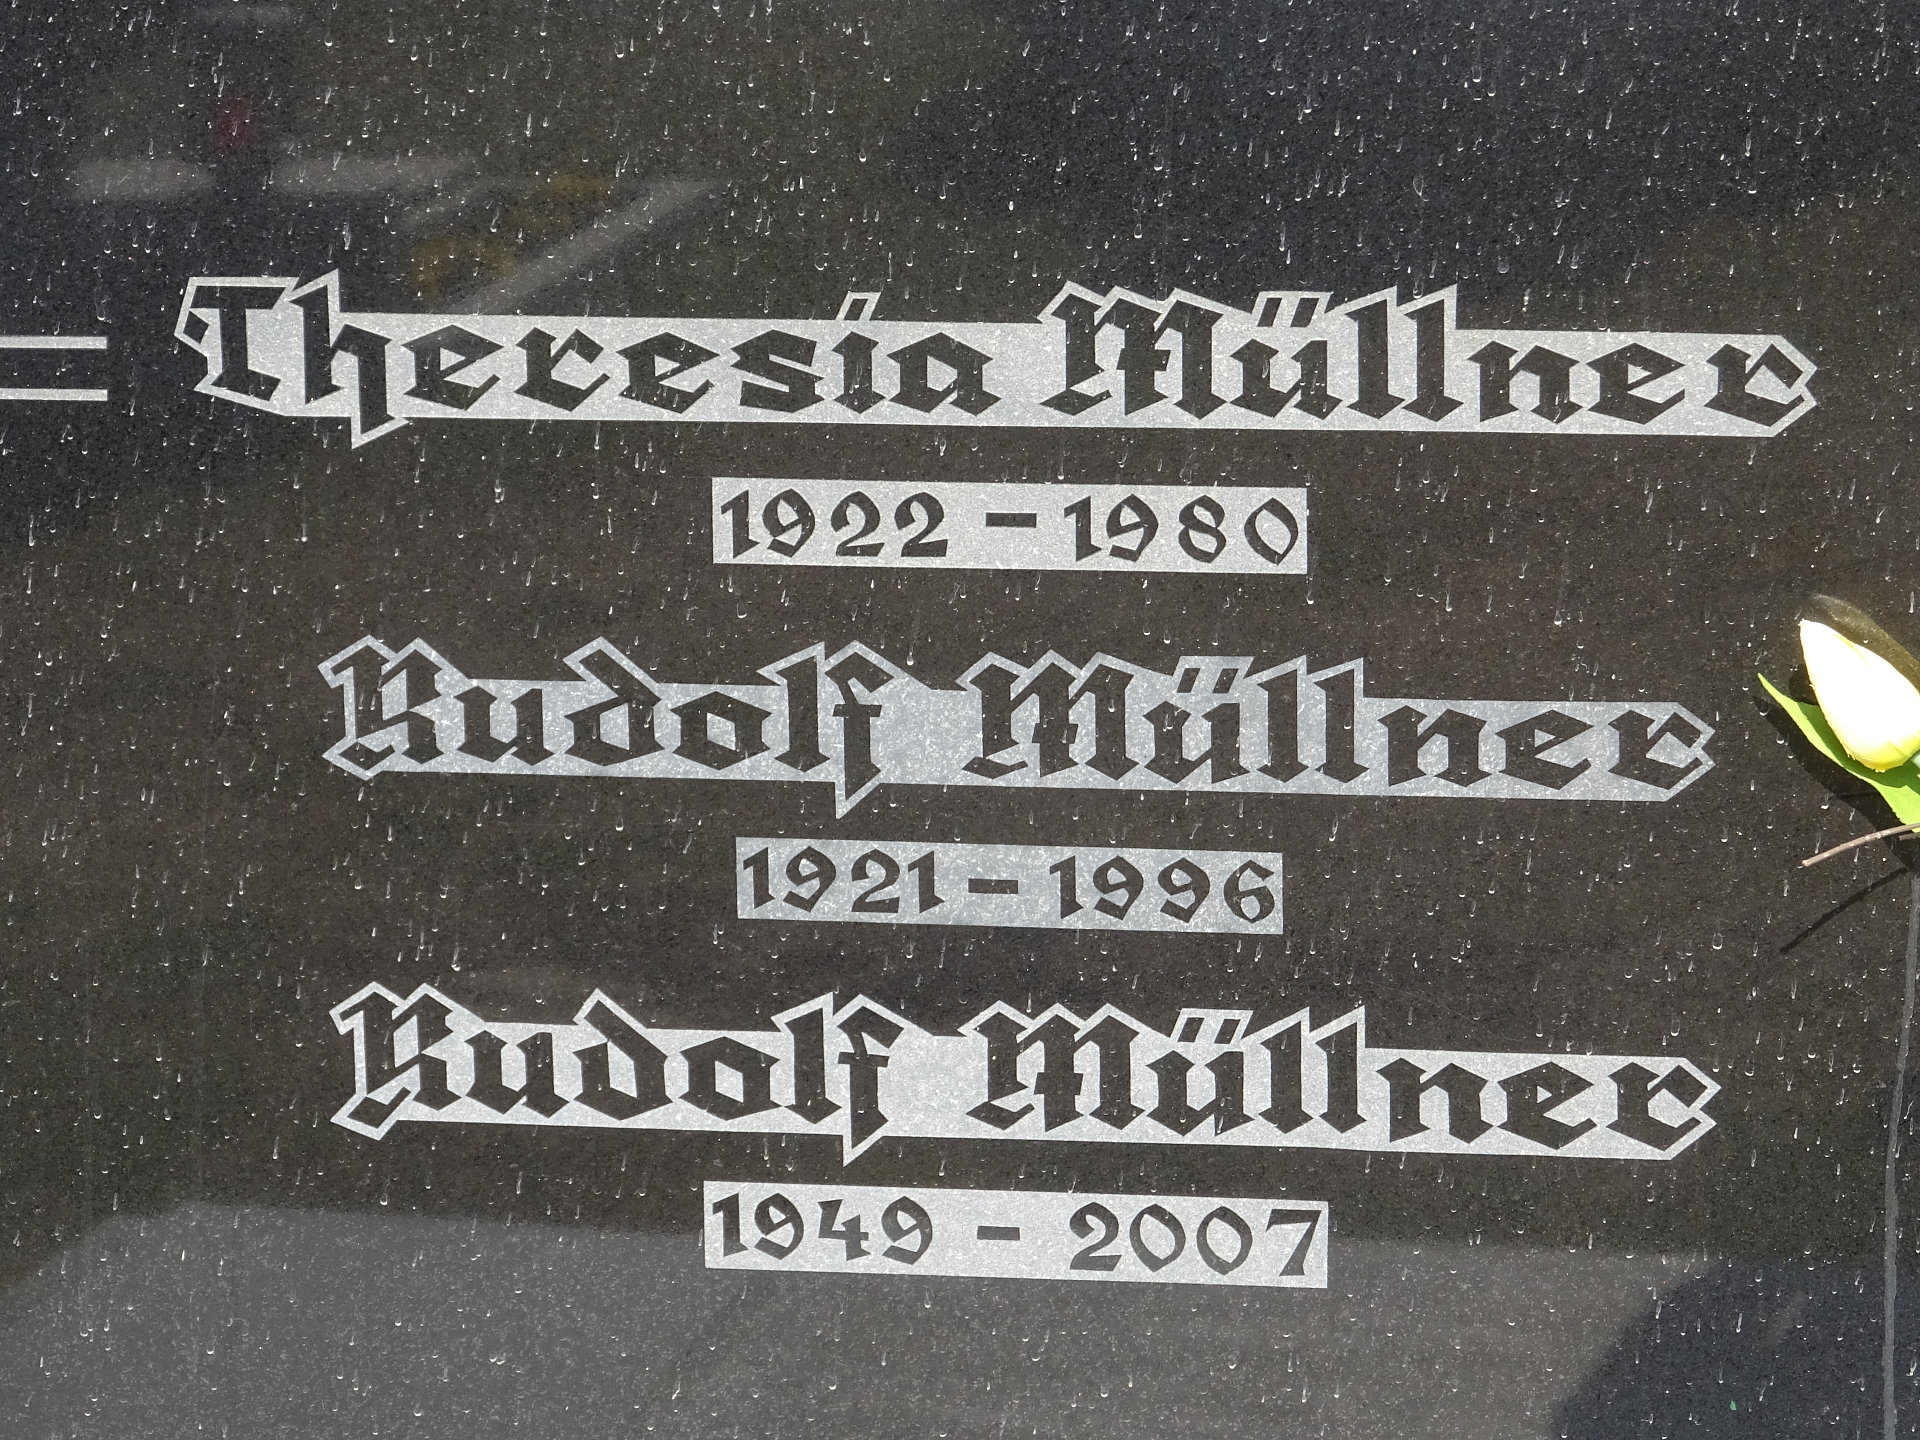 Theresia Müllner
1922 - 1980
Rudolf Müllner
1921 - 1996
Rudolf Müllner
1949 - 2007